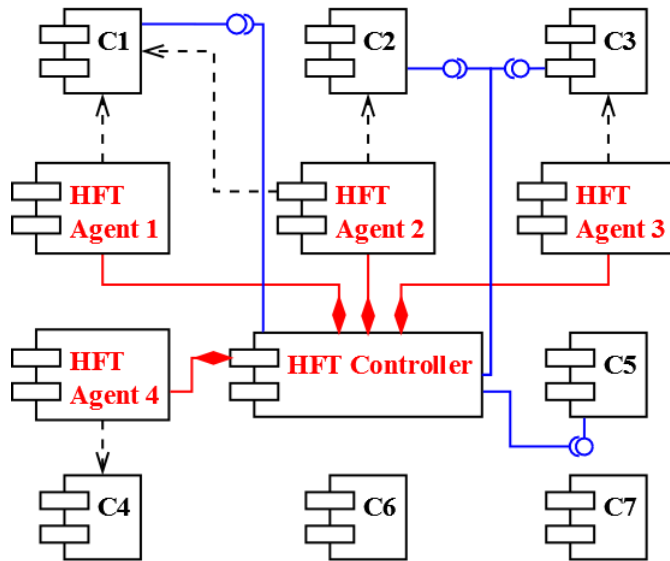 C1
C2
C3
HFT
Agent 1
HFT
Agent 2
HFT
Agent 3
HFT
Agent 4
HFT Controller
C5
C4
C6
C7